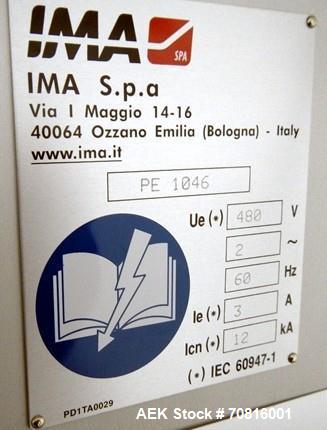 IMA
SPA
IMA S.p.a
Via I Maggio 14-16
40064 Ozzano Emilia (Bologna) - Italy
www.ima.it
PE 1046
Ue (•) 480 V
2 ~
60 Hz
Ie (•) 3 A
Icn (•) 12 kA
(•) IEC 60947-1
PD1TA0029
AEK Stock # 70816001